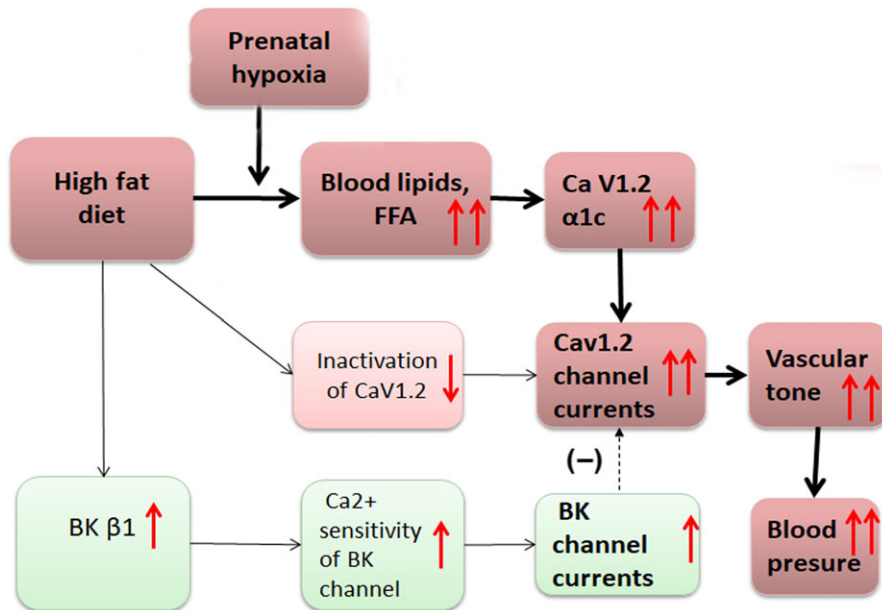 Prenatal
hypoxia
High fat
diet
Blood lipids,
FFA
Ca V1.2
α1c
Inactivation
of CaV1.2
Cav1.2
channel
currents
Vascular
tone
(−)
BK β1
Ca2+
sensitivity
of BK
channel
BK
channel
currents
Blood
presure